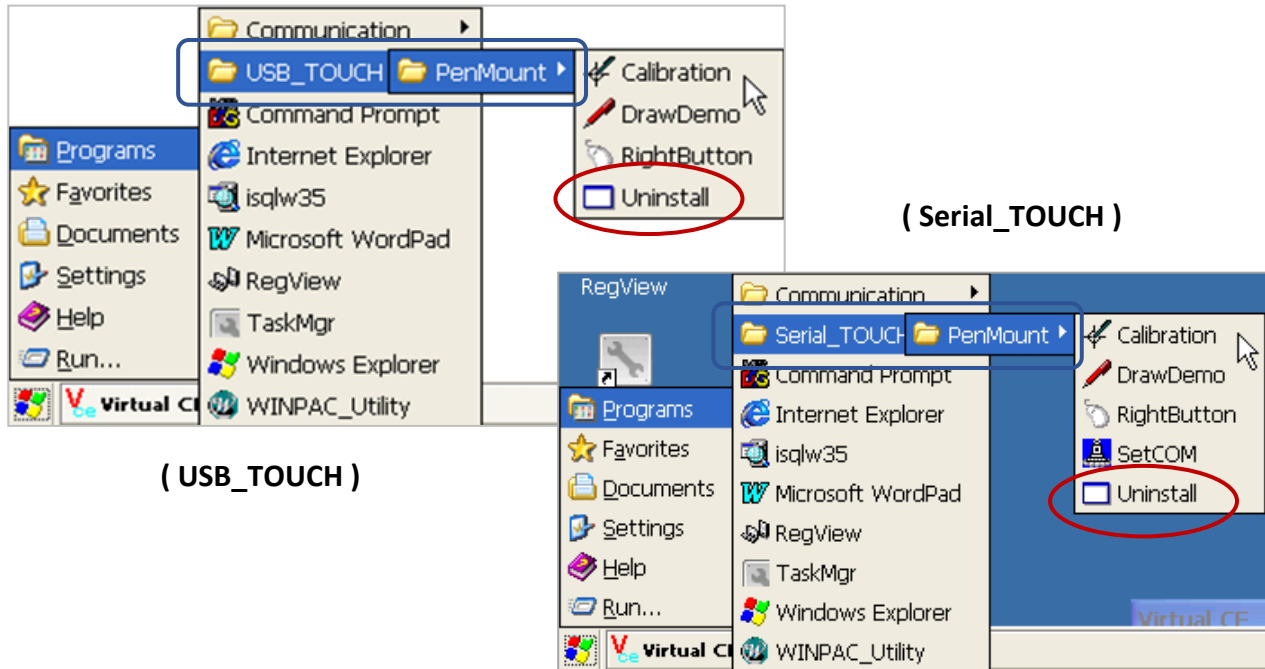 Communication
USB_TOUCH
PenMount
Calibration
Command Prompt
DrawDemo
Programs
Internet Explorer
RightButton
Favorites
isqlw35
Uninstall
Documents
Microsoft WordPad
Settings
RegView
Help
TaskMgr
Run...
Windows Explorer
Virtual CE
WINPAC_Utility
( USB_TOUCH )
( Serial_TOUCH )
RegView
Communication
Serial_TOUCH
PenMount
Calibration
Command Prompt
DrawDemo
Programs
Internet Explorer
RightButton
Favorites
isqlw35
SetCOM
Documents
Microsoft WordPad
Uninstall
Settings
RegView
Help
TaskMgr
Run...
Windows Explorer
Virtual CE
Virtual CE
WINPAC_Utility